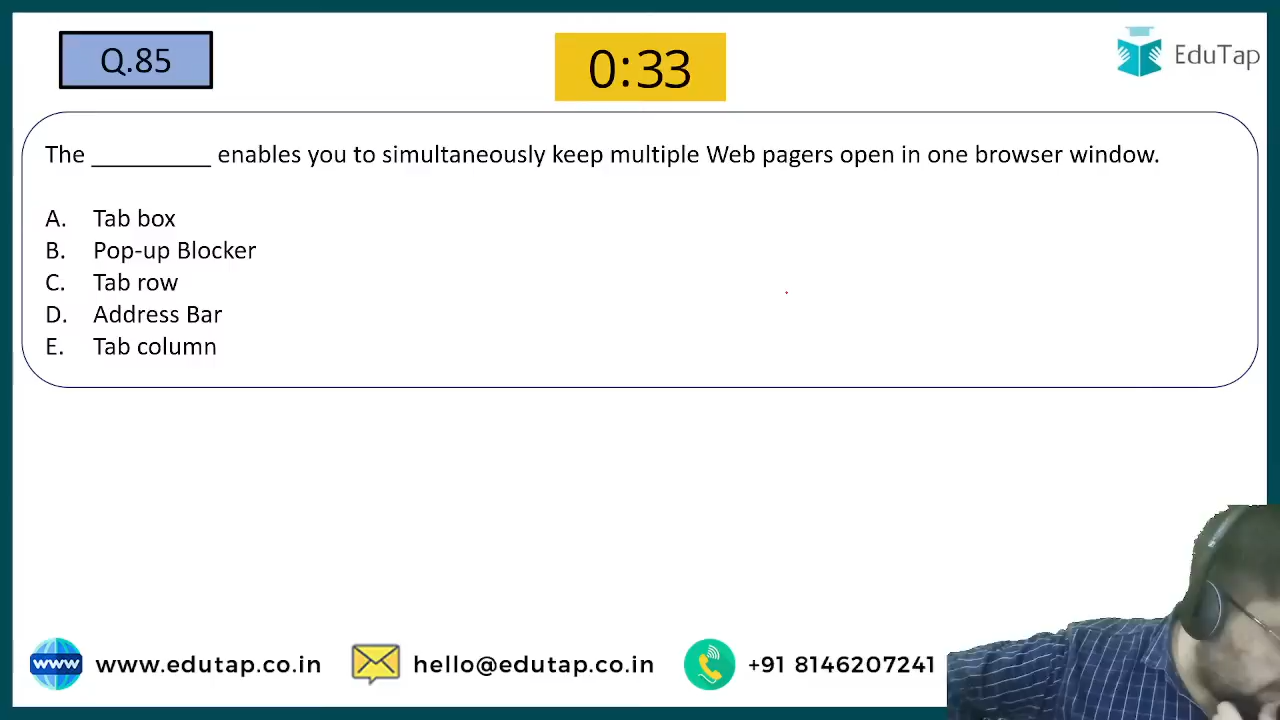 Q.85
0:33
EduTap
The __________ enables you to simultaneously keep multiple Web pagers open in one browser window.
A. Tab box
B. Pop-up Blocker
C. Tab row
D. Address Bar
E. Tab column
www www.edutap.co.in hello@edutap.co.in +91 8146207241